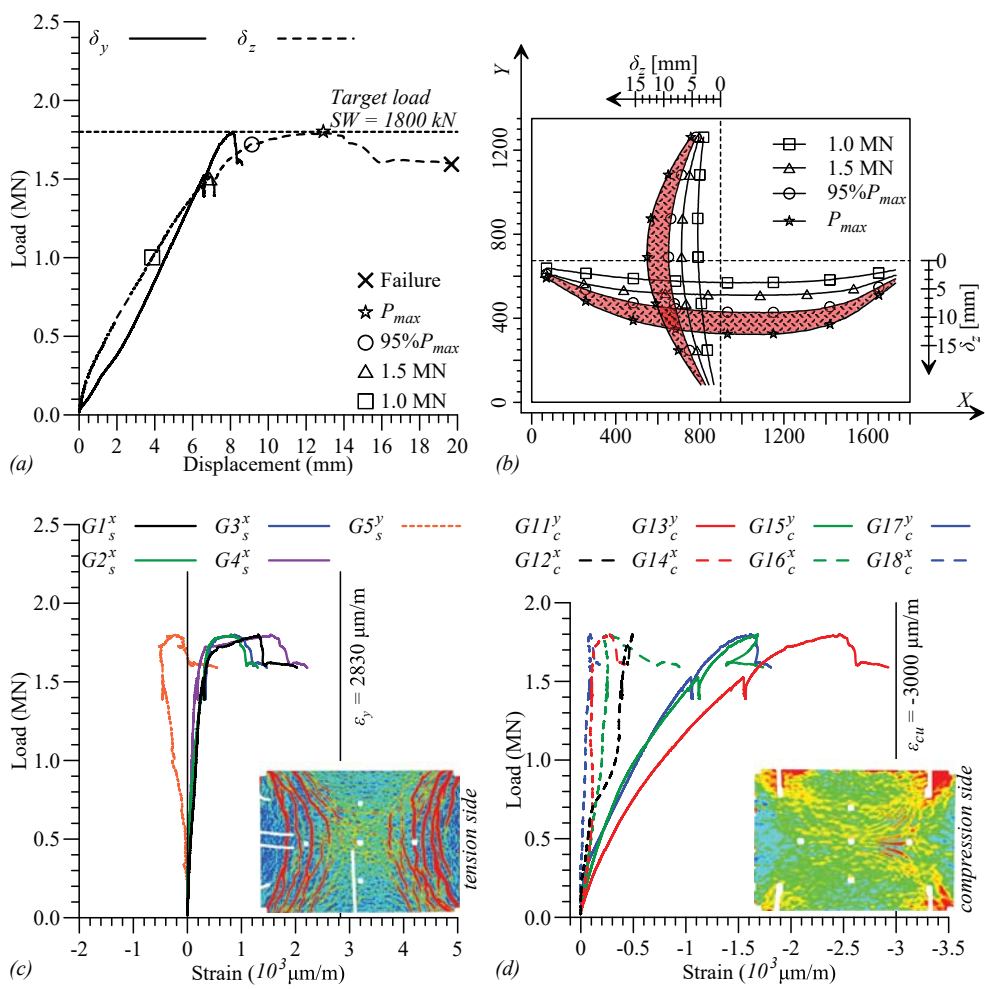 2.5
2.0
1.5
1.0
0.5
0.0
Load (MN)
δy δz
Target load
SW = 1800 kN
Failure
Pmax
95%Pmax
1.5 MN
1.0 MN
0 2 4 6 8 10 12 14 16 18 20
Displacement (mm)
(a)
Y
δz [mm]
15 10 5 0
1200
800
400
0
1.0 MN
1.5 MN
95%Pmax
Pmax
0
5
10
15
δz [mm]
X
0 400 800 1200 1600
(b)
G1xs G3xs G5ys
G2xs G4xs
2.5
2.0
1.5
1.0
0.5
0.0
Load (MN)
εy = 2830 μm/m
tension side
-2 -1 0 1 2 3 4 5
Strain (10³μm/m)
(c)
G11yc G13yc G15yc G17yc
G12xc G14xc G16xc G18xc
2.0
1.5
1.0
0.5
0.0
Load (MN)
εcu = -3000 μm/m
compression side
0 -0.5 -1 -1.5 -2 -2.5 -3 -3.5
Strain (10³μm/m)
(d)